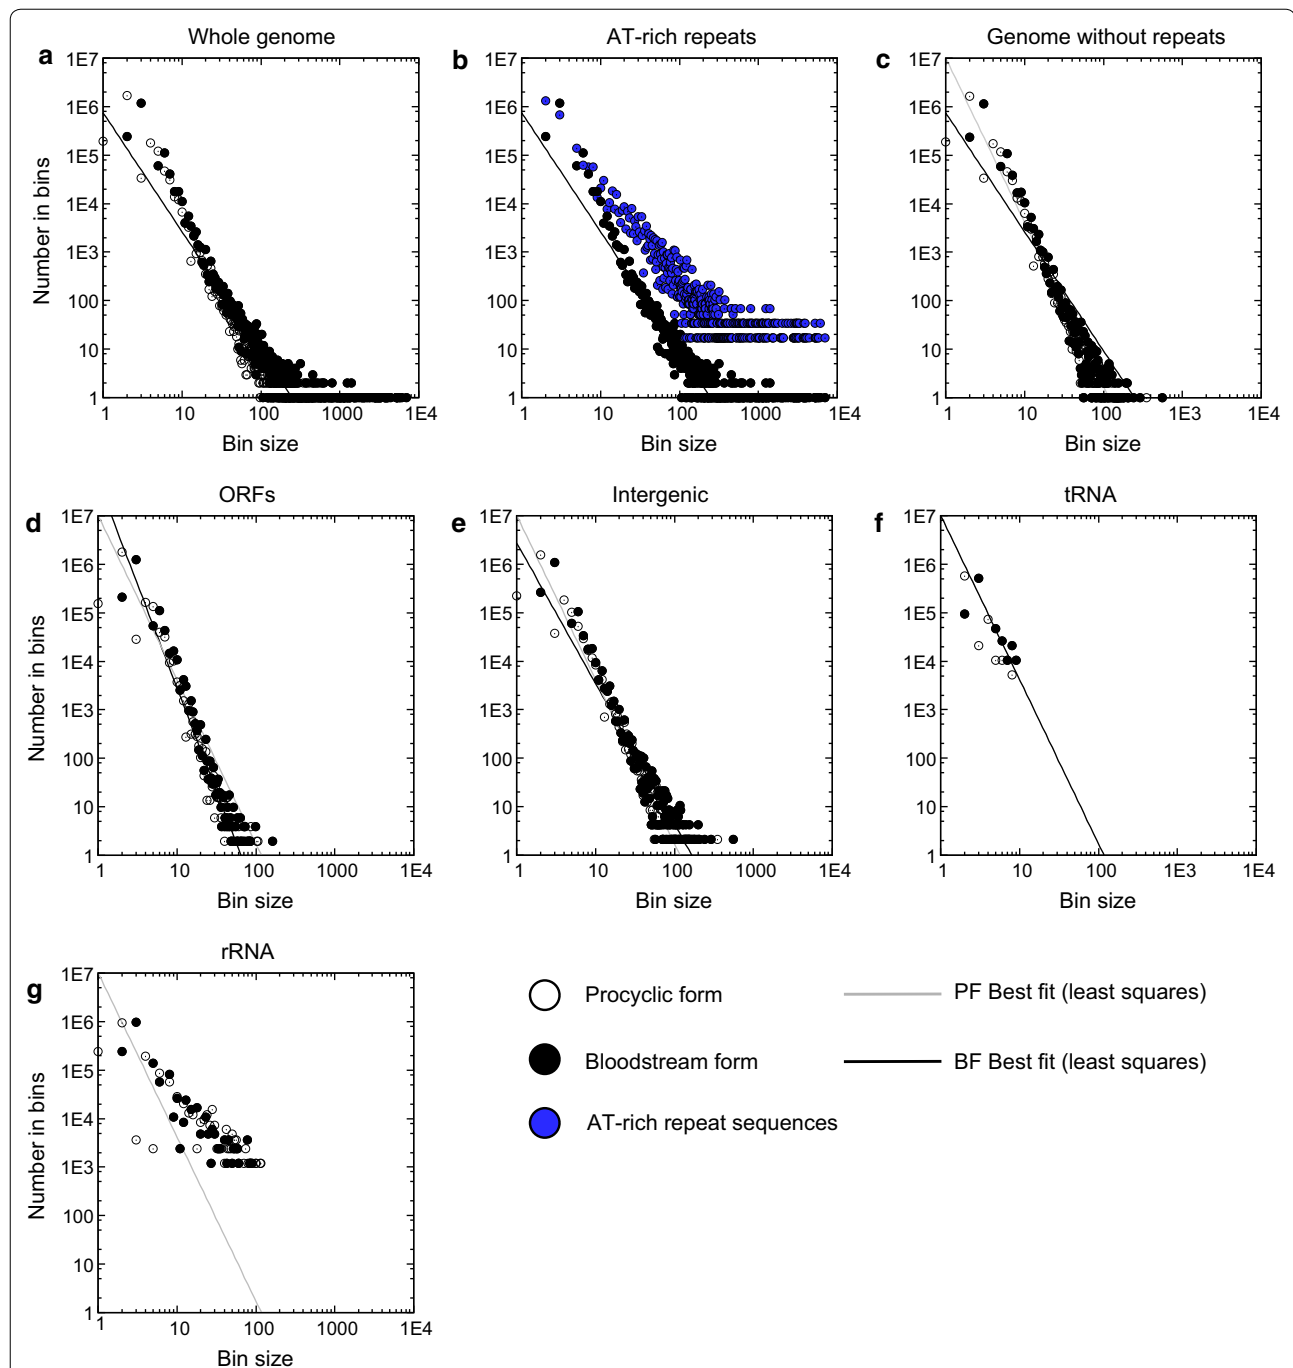 a Whole genome
b AT-rich repeats
c Genome without repeats
Number in bins
1E7
1E6
1E5
1E4
1E3
100
10
1
1 10 100 1000 1E4
Bin size
1E7
1E6
1E5
1E4
1E3
100
10
1
1 10 100 1000 1E4
Bin size
1E7
1E6
1E5
1E4
1E3
100
10
1
1 10 100 1E3 1E4
Bin size
d ORFs
e Intergenic
f tRNA
Number in bins
1E7
1E6
1E5
1E4
1E3
100
10
1
1 10 100 1000 1E4
Bin size
1E7
1E6
1E5
1E4
1E3
100
10
1
1 10 100 1000 1E4
Bin size
1E7
1E6
1E5
1E4
1E3
100
10
1
1 10 100 1E3 1E4
Bin size
g rRNA
Number in bins
1E7
1E6
1E5
1E4
1E3
100
10
1
1 10 100 1000 1E4
Bin size
Procyclic form
PF Best fit (least squares)
Bloodstream form
BF Best fit (least squares)
AT-rich repeat sequences